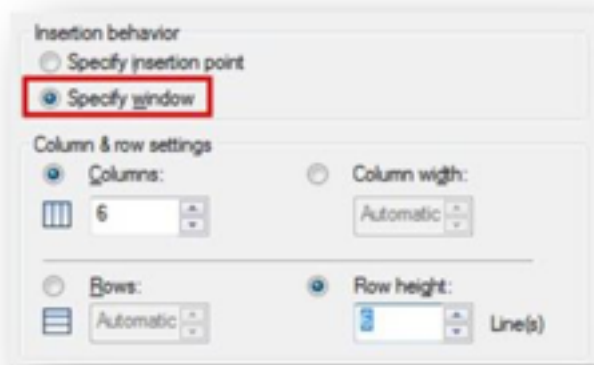 Insertion behavior
Specify insertion point
Specify window
Column & row settings
Columns:
Column width:
6
Automatic
Rows:
Row height:
Automatic
Line(s)